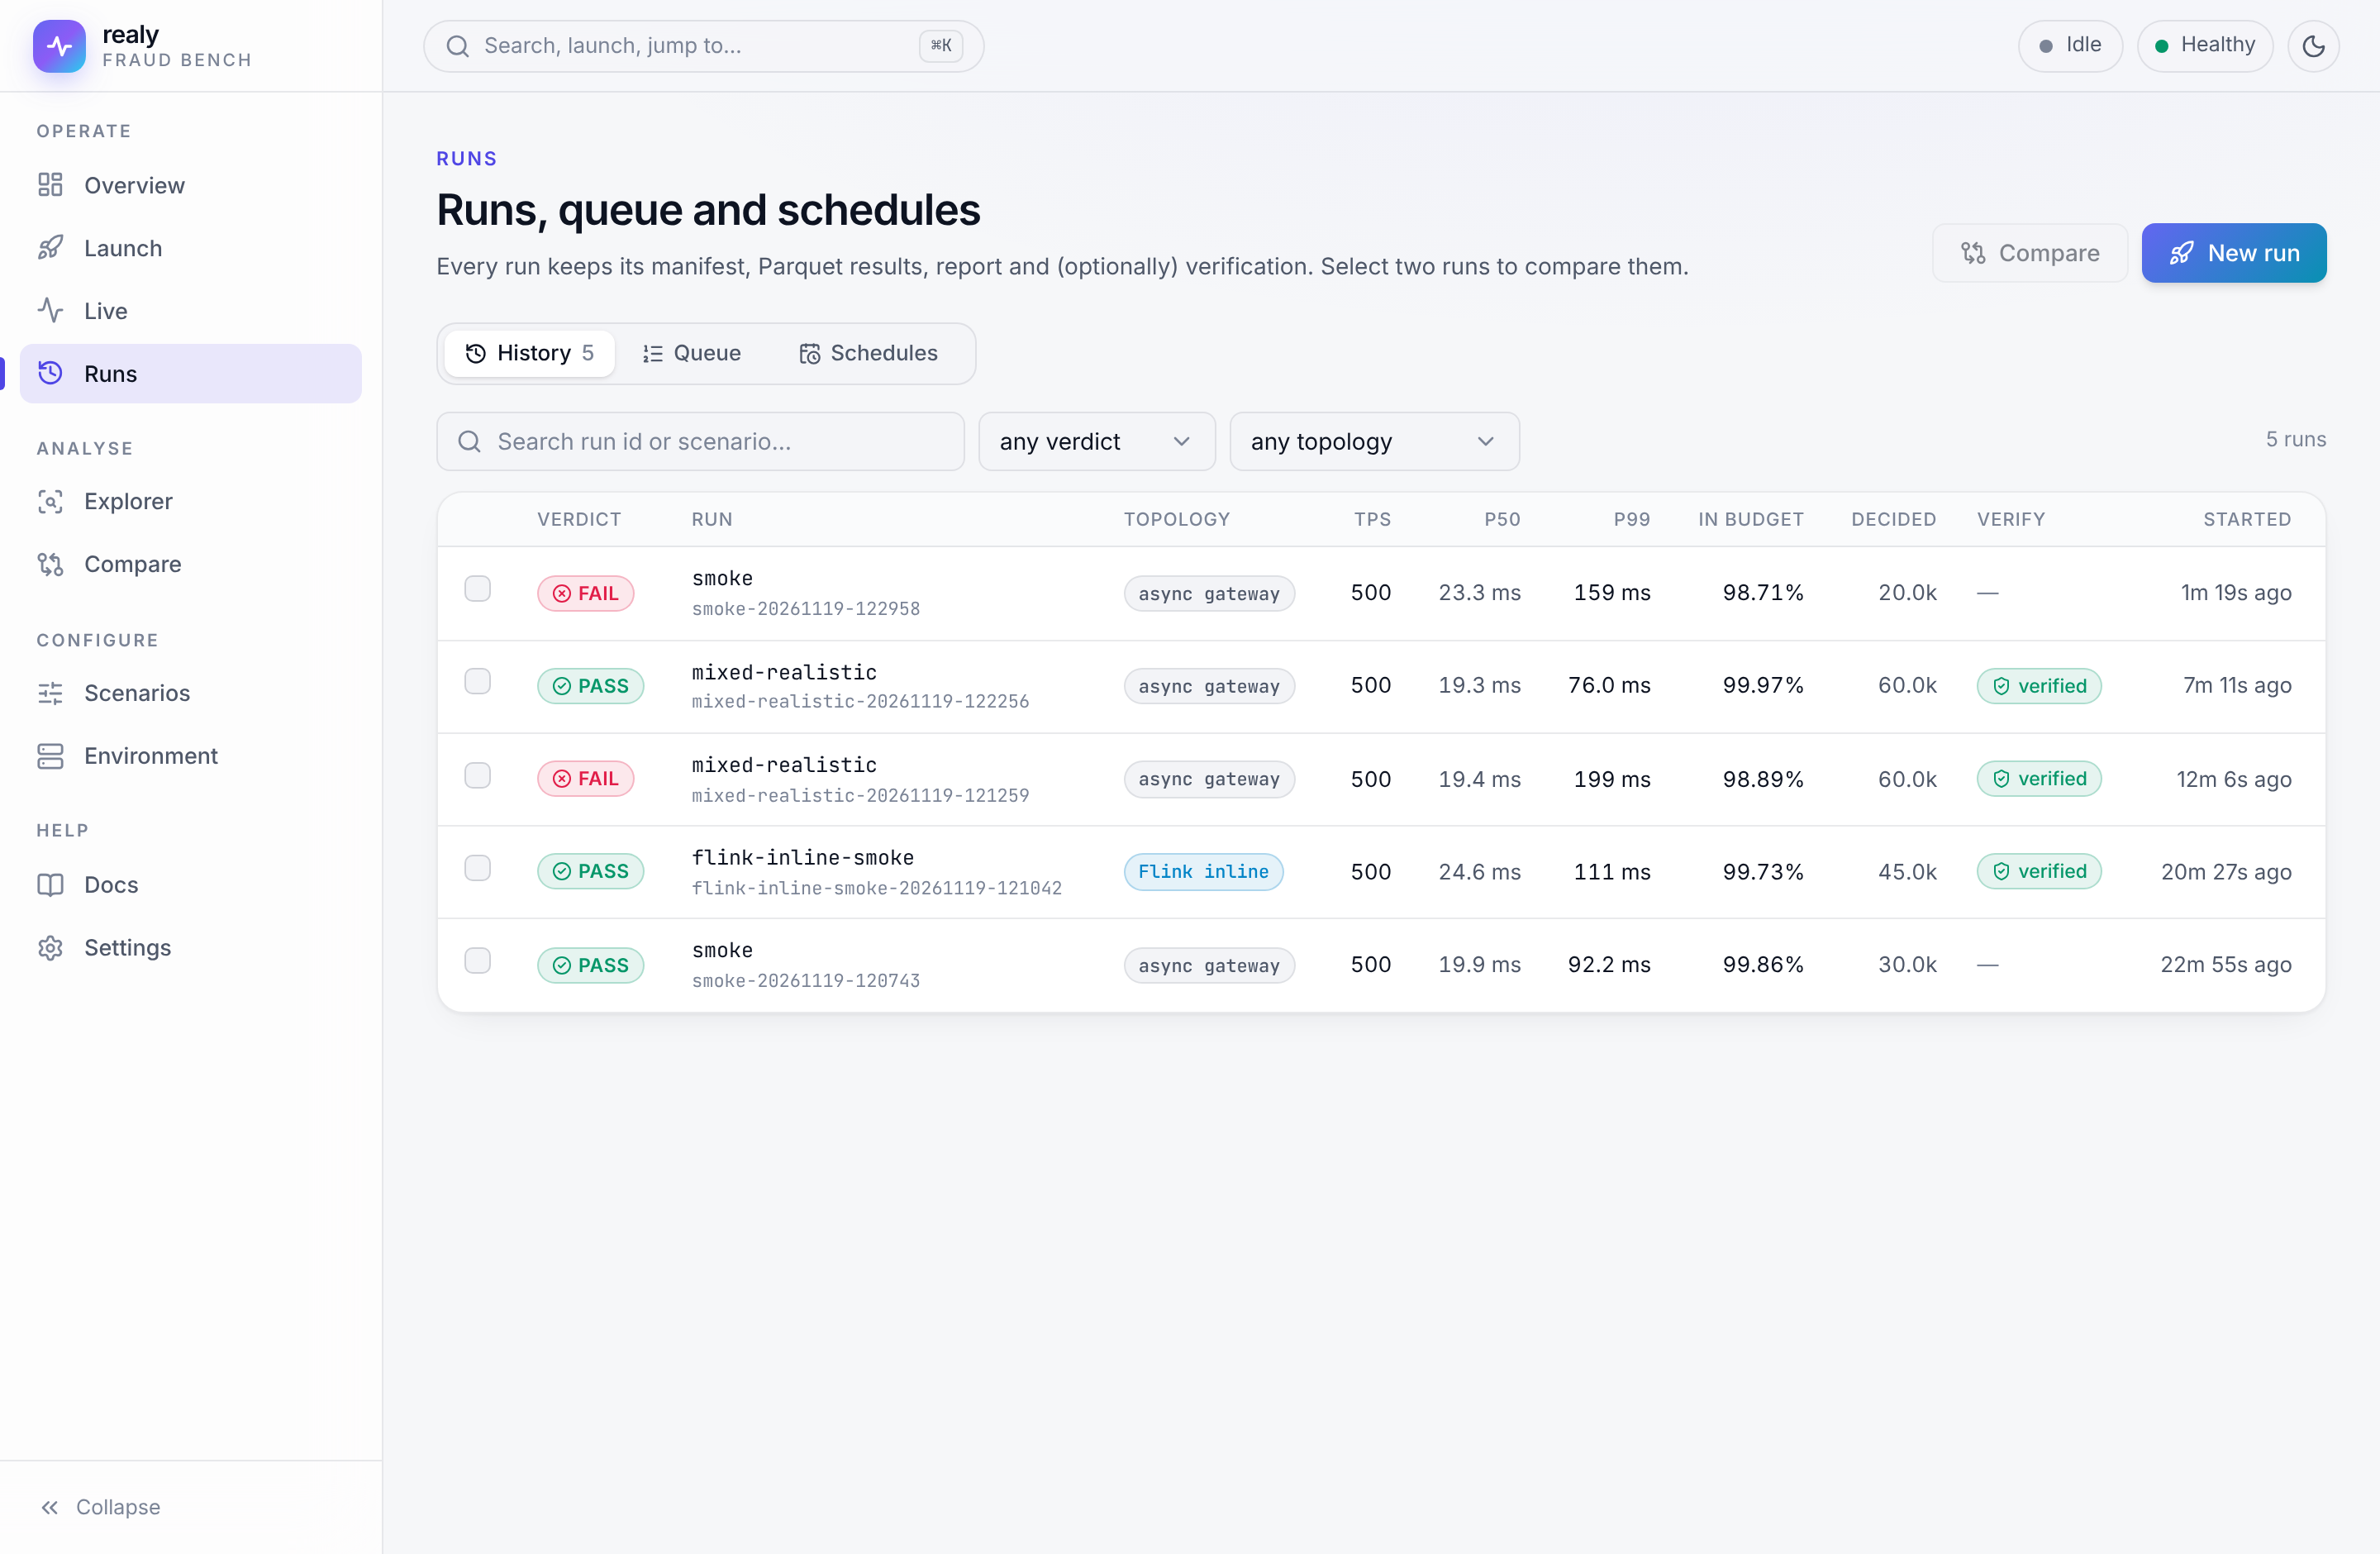 realy
FRAUD BENCH
Search, launch, jump to...
⌘K
Idle
Healthy
OPERATE
Overview
Launch
Live
Runs
ANALYSE
Explorer
Compare
CONFIGURE
Scenarios
Environment
HELP
Docs
Settings
Collapse
RUNS
Runs, queue and schedules
Every run keeps its manifest, Parquet results, report and (optionally) verification. Select two runs to compare them.
Compare
New run
History 5
Queue
Schedules
Search run id or scenario...
any verdict
any topology
5 runs
VERDICT RUN TOPOLOGY TPS P50 P99 IN BUDGET DECIDED VERIFY STARTED
FAIL smoke async gateway 500 23.3 ms 159 ms 98.71% 20.0k — 1m 19s ago
smoke-20261119-122958
PASS mixed-realistic async gateway 500 19.3 ms 76.0 ms 99.97% 60.0k verified 7m 11s ago
mixed-realistic-20261119-122256
FAIL mixed-realistic async gateway 500 19.4 ms 199 ms 98.89% 60.0k verified 12m 6s ago
mixed-realistic-20261119-121259
PASS flink-inline-smoke Flink inline 500 24.6 ms 111 ms 99.73% 45.0k verified 20m 27s ago
flink-inline-smoke-20261119-121042
PASS smoke async gateway 500 19.9 ms 92.2 ms 99.86% 30.0k — 22m 55s ago
smoke-20261119-120743